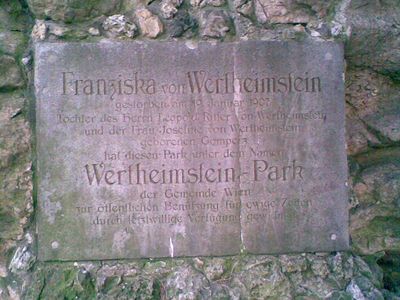 Franziska von Wertheimstein
gestorben am 19. Januar 1907
Tochter des Herrn Leopold Ritter von Wertheimstein
und der Frau Josefine von Wertheimstein
geborenen Gomperz
hat diesen Park unter dem Namen
Wertheimstein-Park
der Gemeinde Wien
zur öffentlichen Benützung für ewige Zeiten
durch letztwillige Verfügung gewidmet